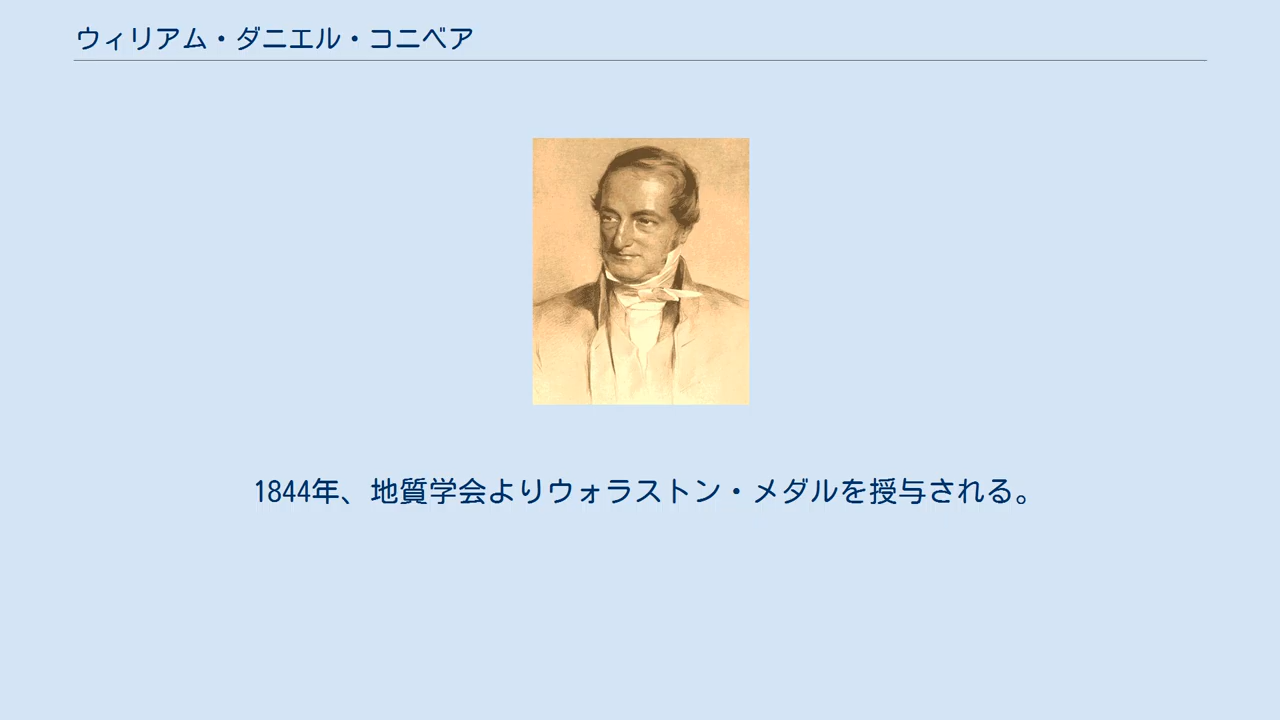 ウィリアム・ダニエル・コニベア
1844年、地質学会よりウォラストン・メダルを授与される。